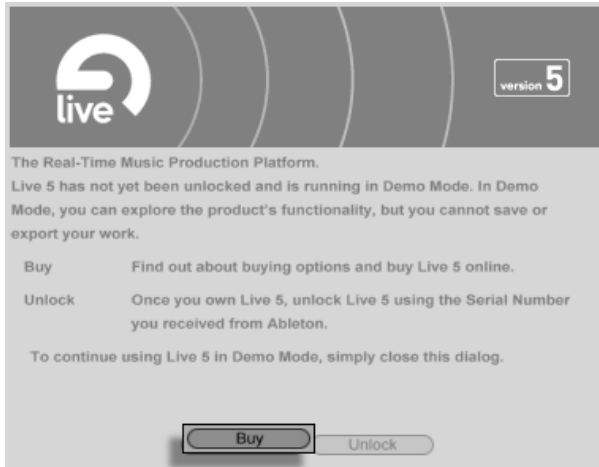 live
version 5
The Real-Time Music Production Platform.
Live 5 has not yet been unlocked and is running in Demo Mode. In Demo
Mode, you can explore the product's functionality, but you cannot save or
export your work.
Buy Find out about buying options and buy Live 5 online.
Unlock Once you own Live 5, unlock Live 5 using the Serial Number
you received from Ableton.
To continue using Live 5 in Demo Mode, simply close this dialog.
Buy Unlock